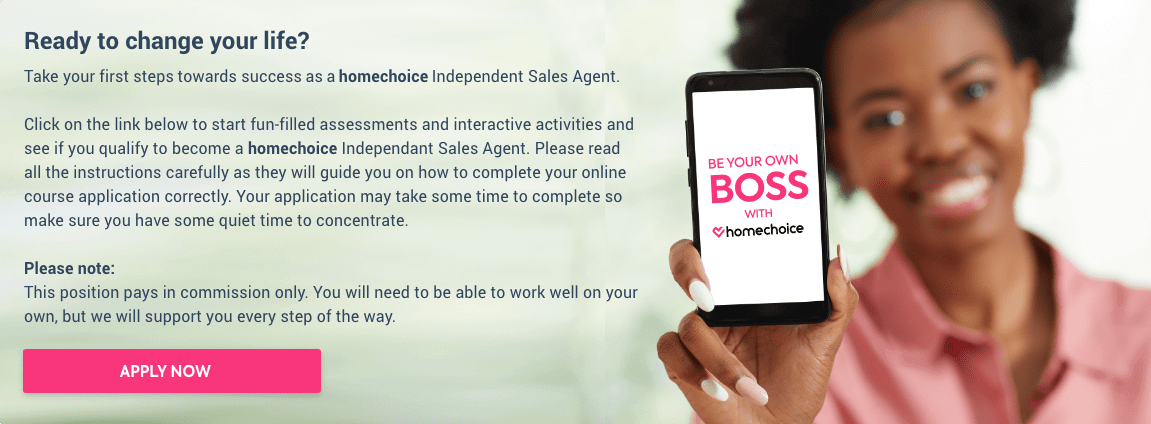 Ready to change your life?
Take your first steps towards success as a homechoice Independent Sales Agent.
Click on the link below to start fun-filled assessments and interactive activities and
see if you qualify to become a homechoice Independant Sales Agent. Please read
all the instructions carefully as they will guide you on how to complete your online
course application correctly. Your application may take some time to complete so
make sure you have some quiet time to concentrate.
Please note:
This position pays in commission only. You will need to be able to work well on your
own, but we will support you every step of the way.
APPLY NOW
BE YOUR OWN
BOSS
WITH
homechoice